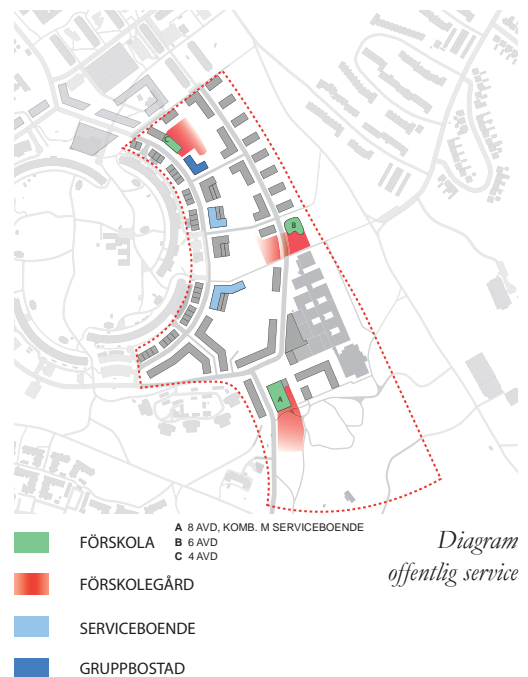 C
B
A
FÖRSKOLA
A 8 AVD, KOMB. M SERVICEBOENDE
B 6 AVD
C 4 AVD
FÖRSKOLEGÅRD
SERVICEBOENDE
GRUPPBOSTAD
Diagram
offentlig service